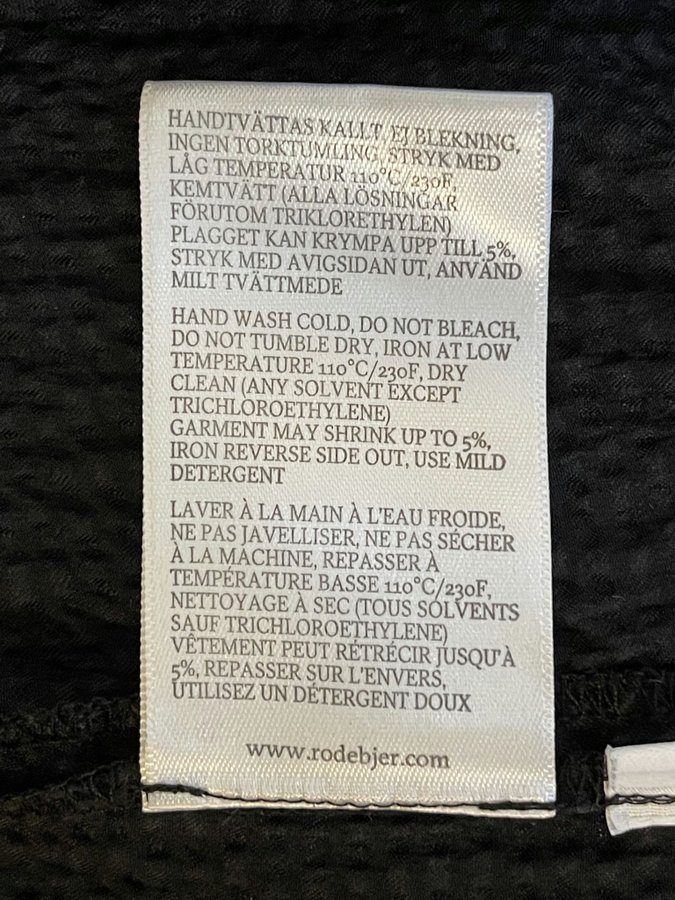 HANDTVÄTTAS KALLT, EJ BLEKNING,
INGEN TORKTUMLING, STRYK MED
LÅG TEMPERATUR 110°C/230F,
KEMTVÄTT (ALLA LÖSNINGAR
FÖRUTOM TRIKLORETHYLEN)
PLAGGET KAN KRYMPA UPP TILL 5%,
STRYK MED AVIGSIDAN UT, ANVÄND
MILT TVÄTTMEDE
HAND WASH COLD, DO NOT BLEACH,
DO NOT TUMBLE DRY, IRON AT LOW
TEMPERATURE 110°C/230F, DRY
CLEAN (ANY SOLVENT EXCEPT
TRICHLOROETHYLENE)
GARMENT MAY SHRINK UP TO 5%,
IRON REVERSE SIDE OUT, USE MILD
DETERGENT
LAVER À LA MAIN À L'EAU FROIDE,
NE PAS JAVELLISER, NE PAS SÉCHER
À LA MACHINE, REPASSER À
TEMPÉRATURE BASSE 110°C/230F,
NETTOYAGE À SEC (TOUS SOLVENTS
SAUF TRICHLOROETHYLENE)
VÊTEMENT PEUT RÉTRÉCIR JUSQU'À
5%, REPASSER SUR L'ENVERS,
UTILISEZ UN DÉTERGENT DOUX
www.rodebjer.com